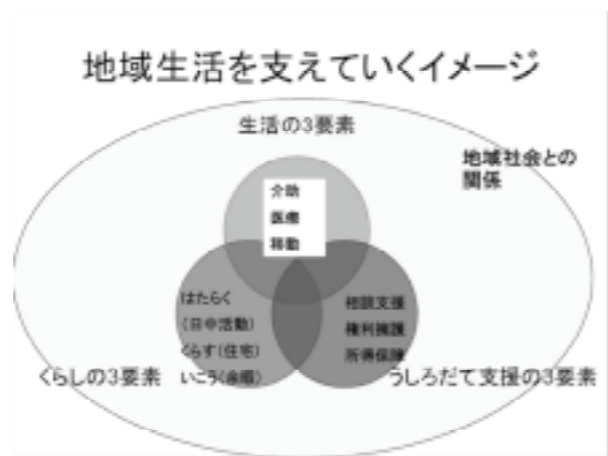 地域生活を支えていくイメージ
生活の3要素
地域社会との
関係
介助
医療
移動
はたらく
(日中活動)
くらす(住宅)
いこう(余暇)
相談支援
権利擁護
所得保障
くらしの3要素
うしろだて支援の3要素